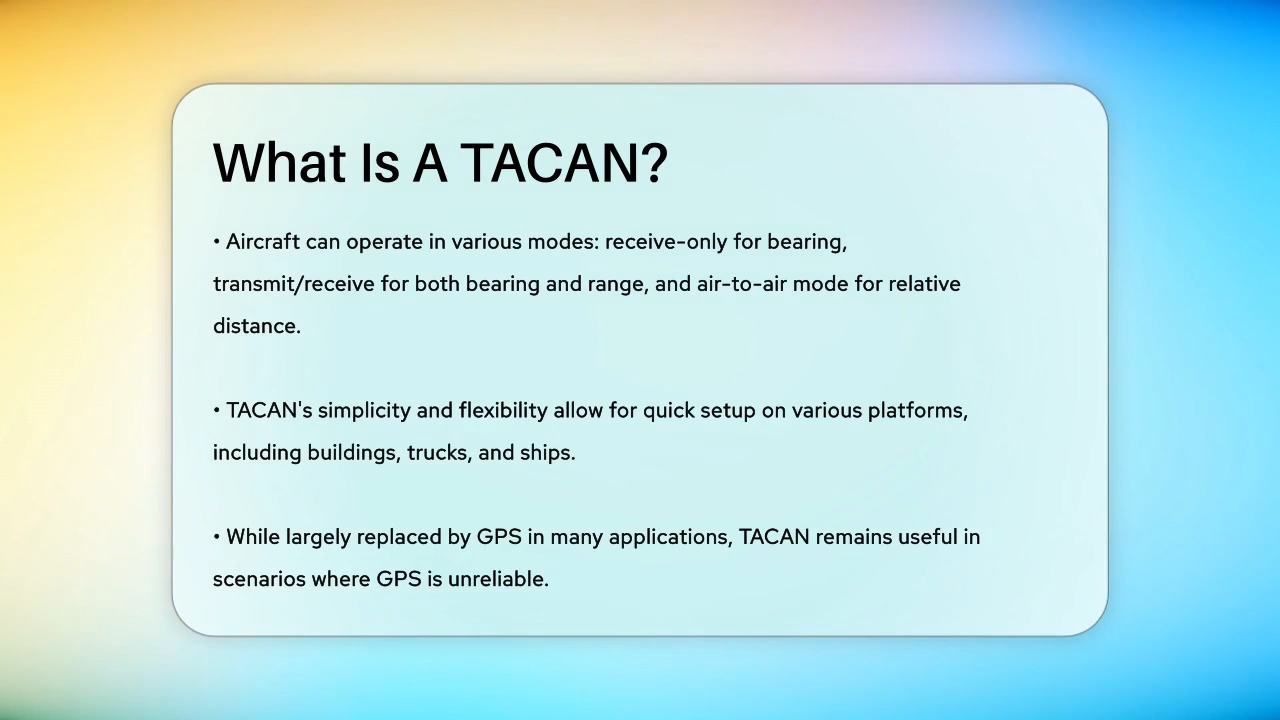 What Is A TACAN?
• Aircraft can operate in various modes: receive-only for bearing,
transmit/receive for both bearing and range, and air-to-air mode for relative
distance.
• TACAN's simplicity and flexibility allow for quick setup on various platforms,
including buildings, trucks, and ships.
• While largely replaced by GPS in many applications, TACAN remains useful in
scenarios where GPS is unreliable.